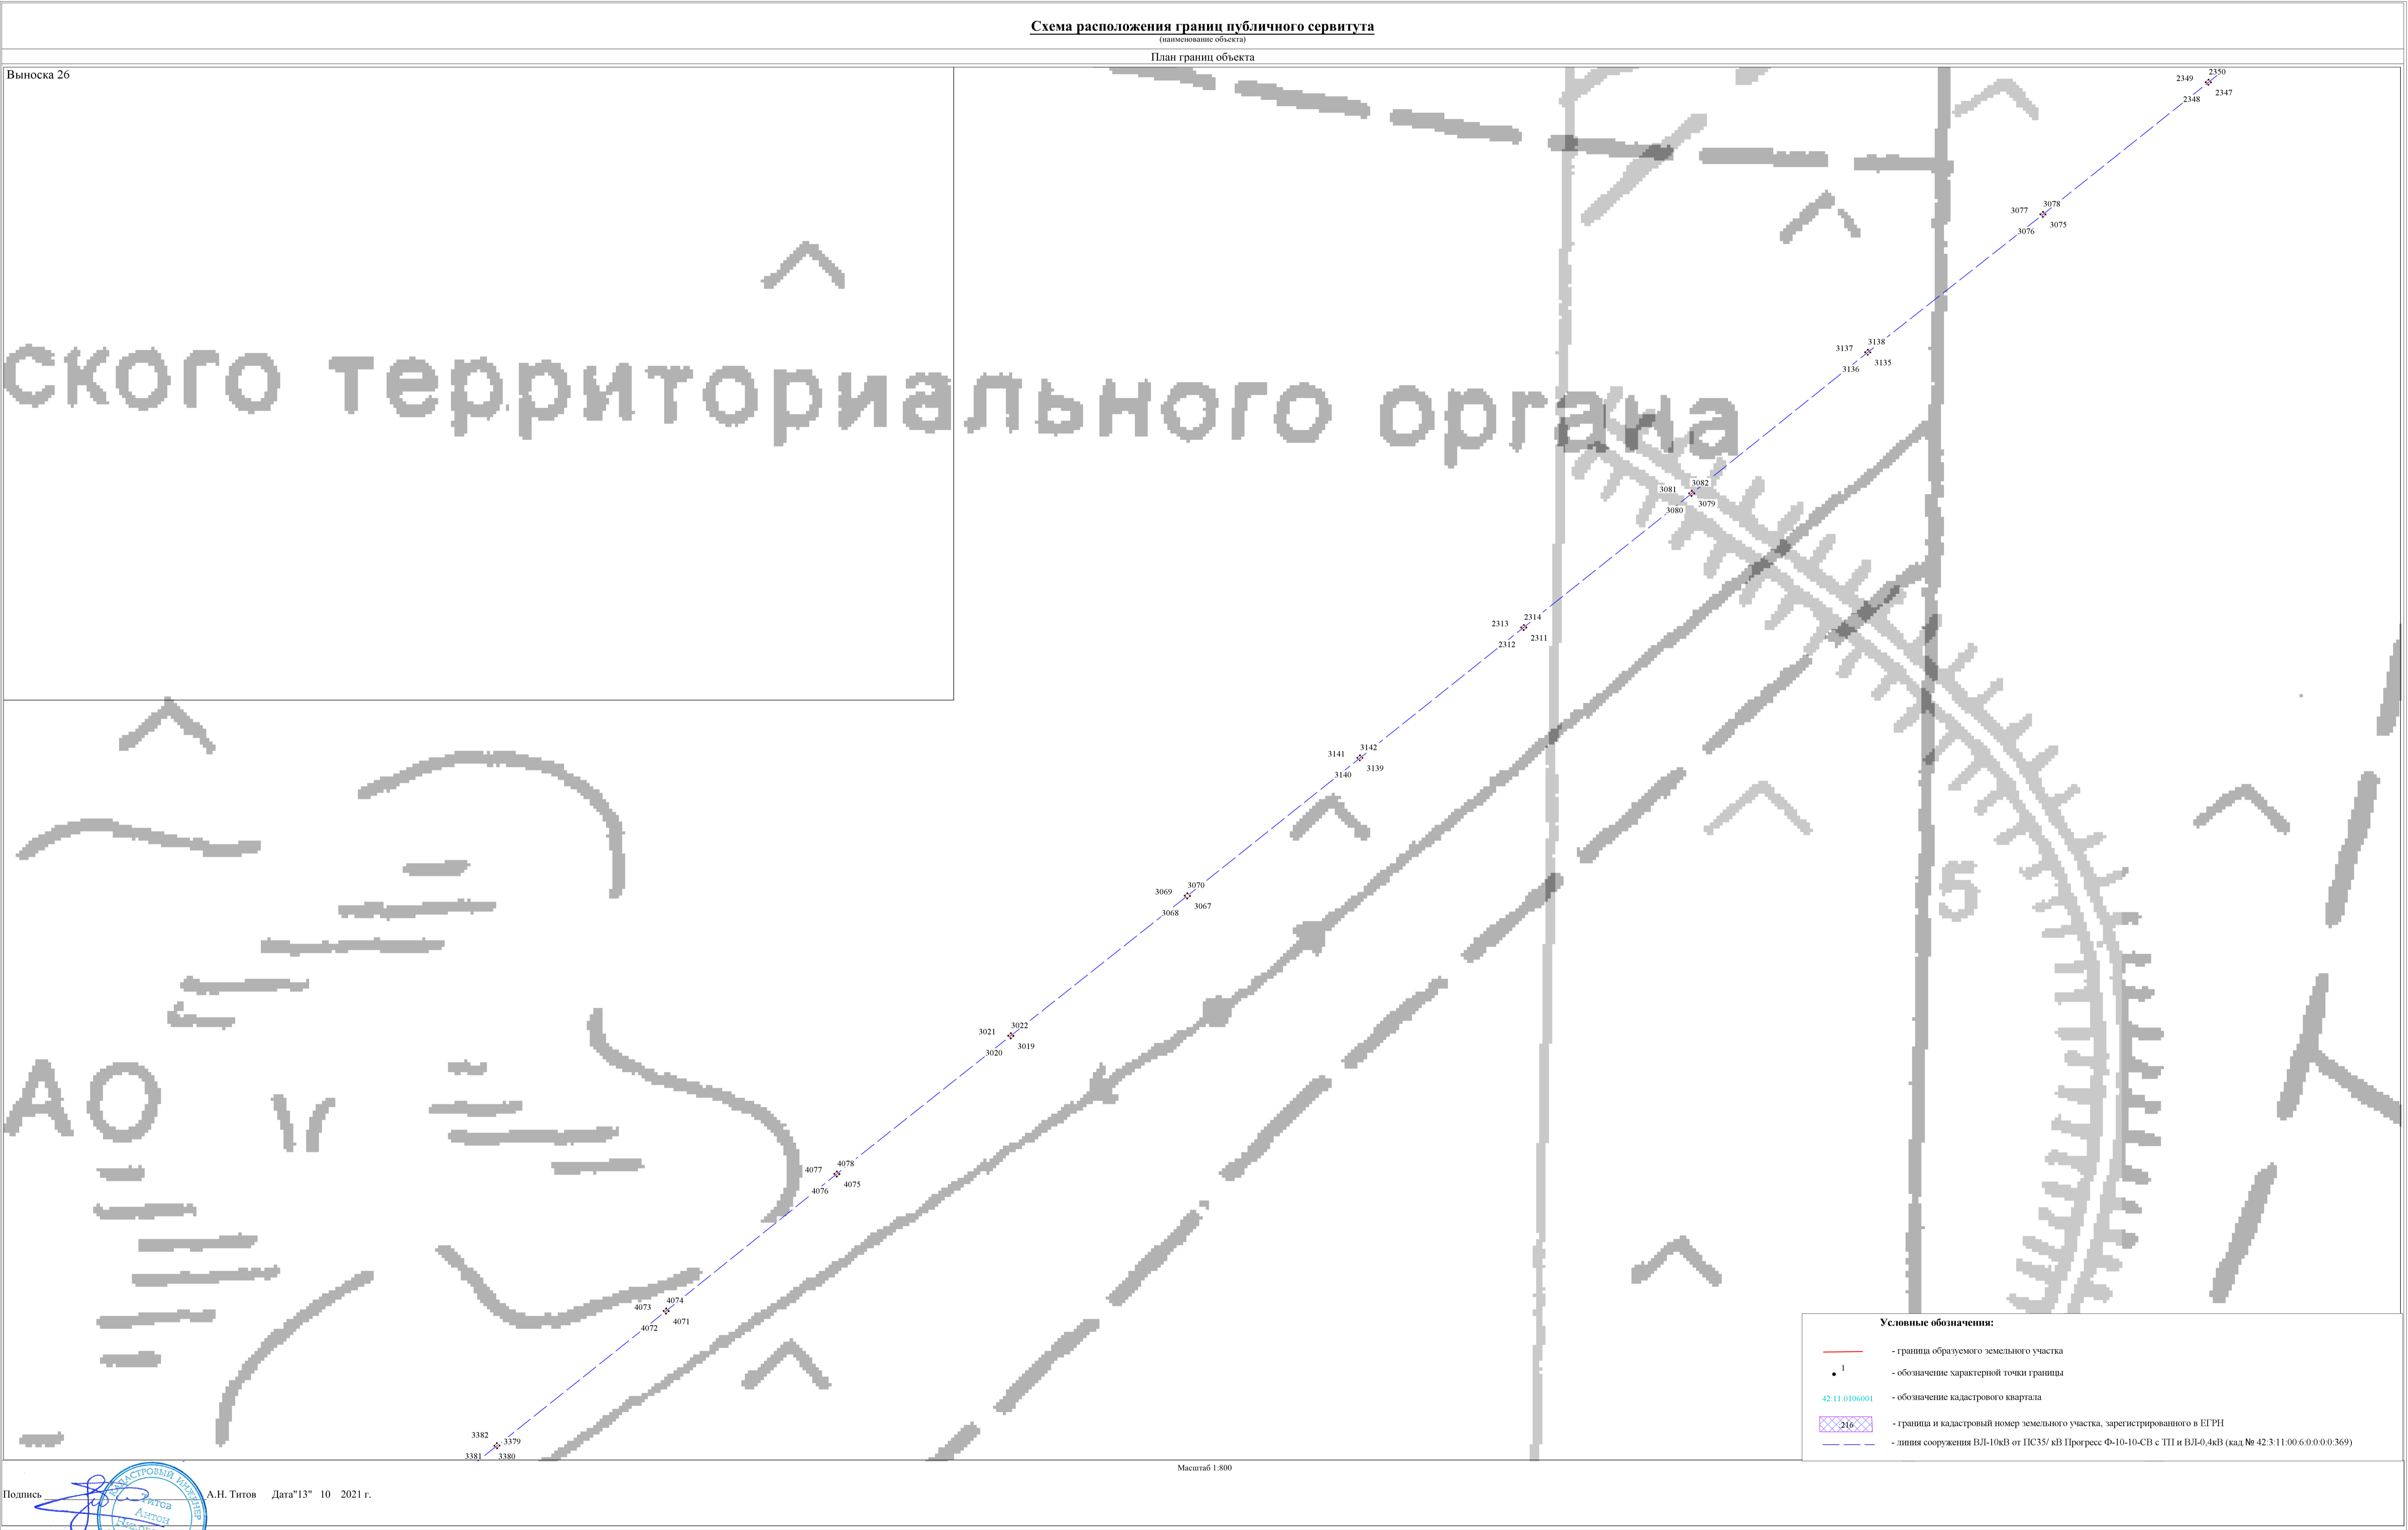 Схема расположения границ публичного сервитута
(наименование объекта)
План границ объекта
Выноска 26
2349 2350
2348 2347
3077 3078
3076 3075
3137 3138
3136 3135
ского территориального органа
3081 3082
3080 3079
2313 2314
2312 2311
3141 3142
3140 3139
5
3069 3070
3068 3067
3021 3022
3020 3019
АО
4077 4078
4076 4075
4073 4074
4072 4071
3382 3379
3381 3380
Условные обозначения:
- граница образуемого земельного участка
1 - обозначение характерной точки границы
42:11:0106001 - обозначение кадастрового квартала
216 - граница и кадастровый номер земельного участка, зарегистрированного в ЕГРН
- линия сооружения ВЛ-10кВ от ПС35/ кВ Прогресс Ф-10-10-СВ с ТП и ВЛ-0,4кВ (кад № 42:3:11:00:6:0:0:0:0:369)
Масштаб 1:800
Подпись А.Н. Титов Дата"13" 10 2021 г.
КАДАСТРОВЫЙ ИНЖЕНЕР
Титов
Антон